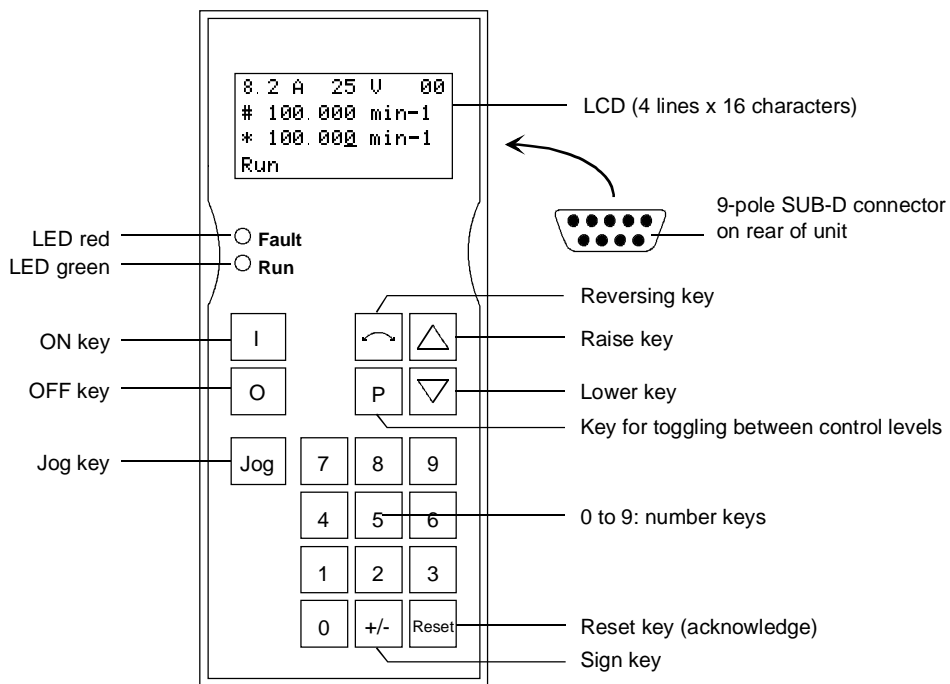 8.2 A 25 V 00
# 100.000 min-1
* 100.000 min-1
Run
LCD (4 lines x 16 characters)
9-pole SUB-D connector
on rear of unit
LED red
Fault
LED green
Run
Reversing key
ON key
I
Raise key
OFF key
O
P
Lower key
Key for toggling between control levels
Jog key
Jog
7 8 9
4 5 6
0 to 9: number keys
1 2 3
0 +/- Reset
Reset key (acknowledge)
Sign key